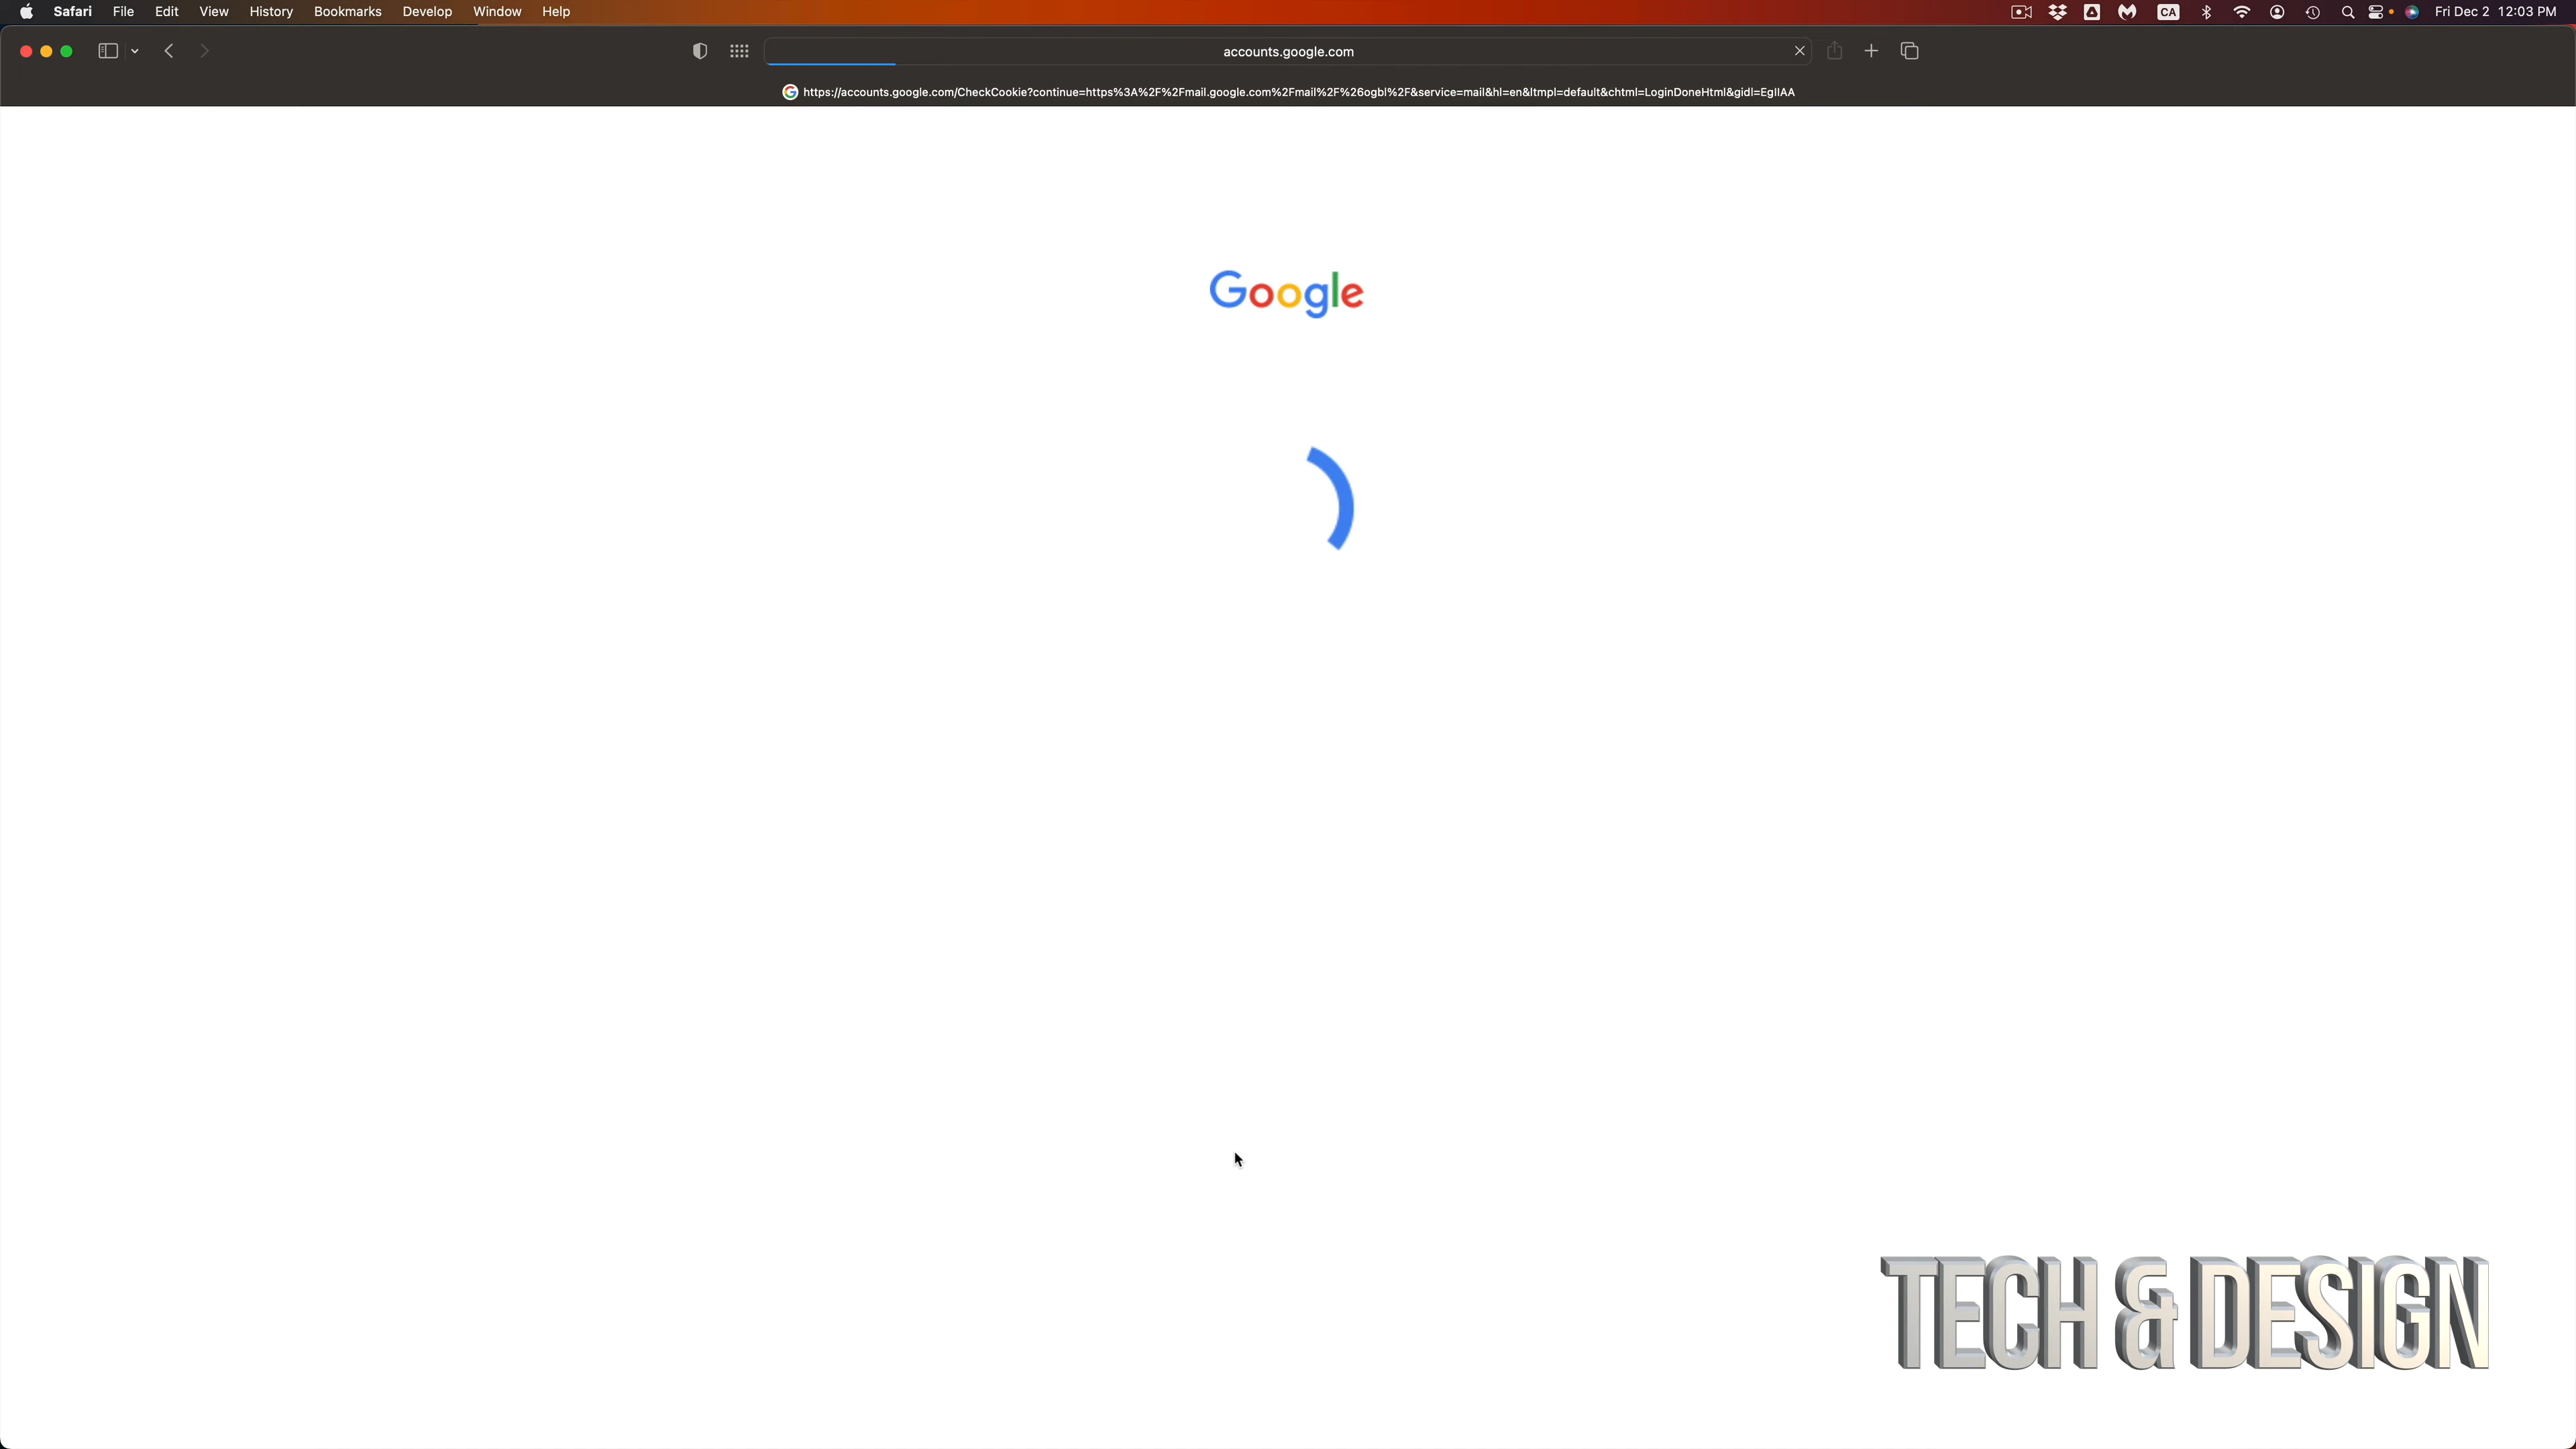 Safari File Edit View History Bookmarks Develop Window Help CA Fri Dec 2 12:03 PM
accounts.google.com
https://accounts.google.com/CheckCookie?continue=https%3A%2F%2Fmail.google.com%2Fmail%2F%26ogbl%2F&service=mail&hl=en&ltmpl=default&chtml=LoginDoneHtml&gidl=EgIIAA
Google
TECH & DESIGN